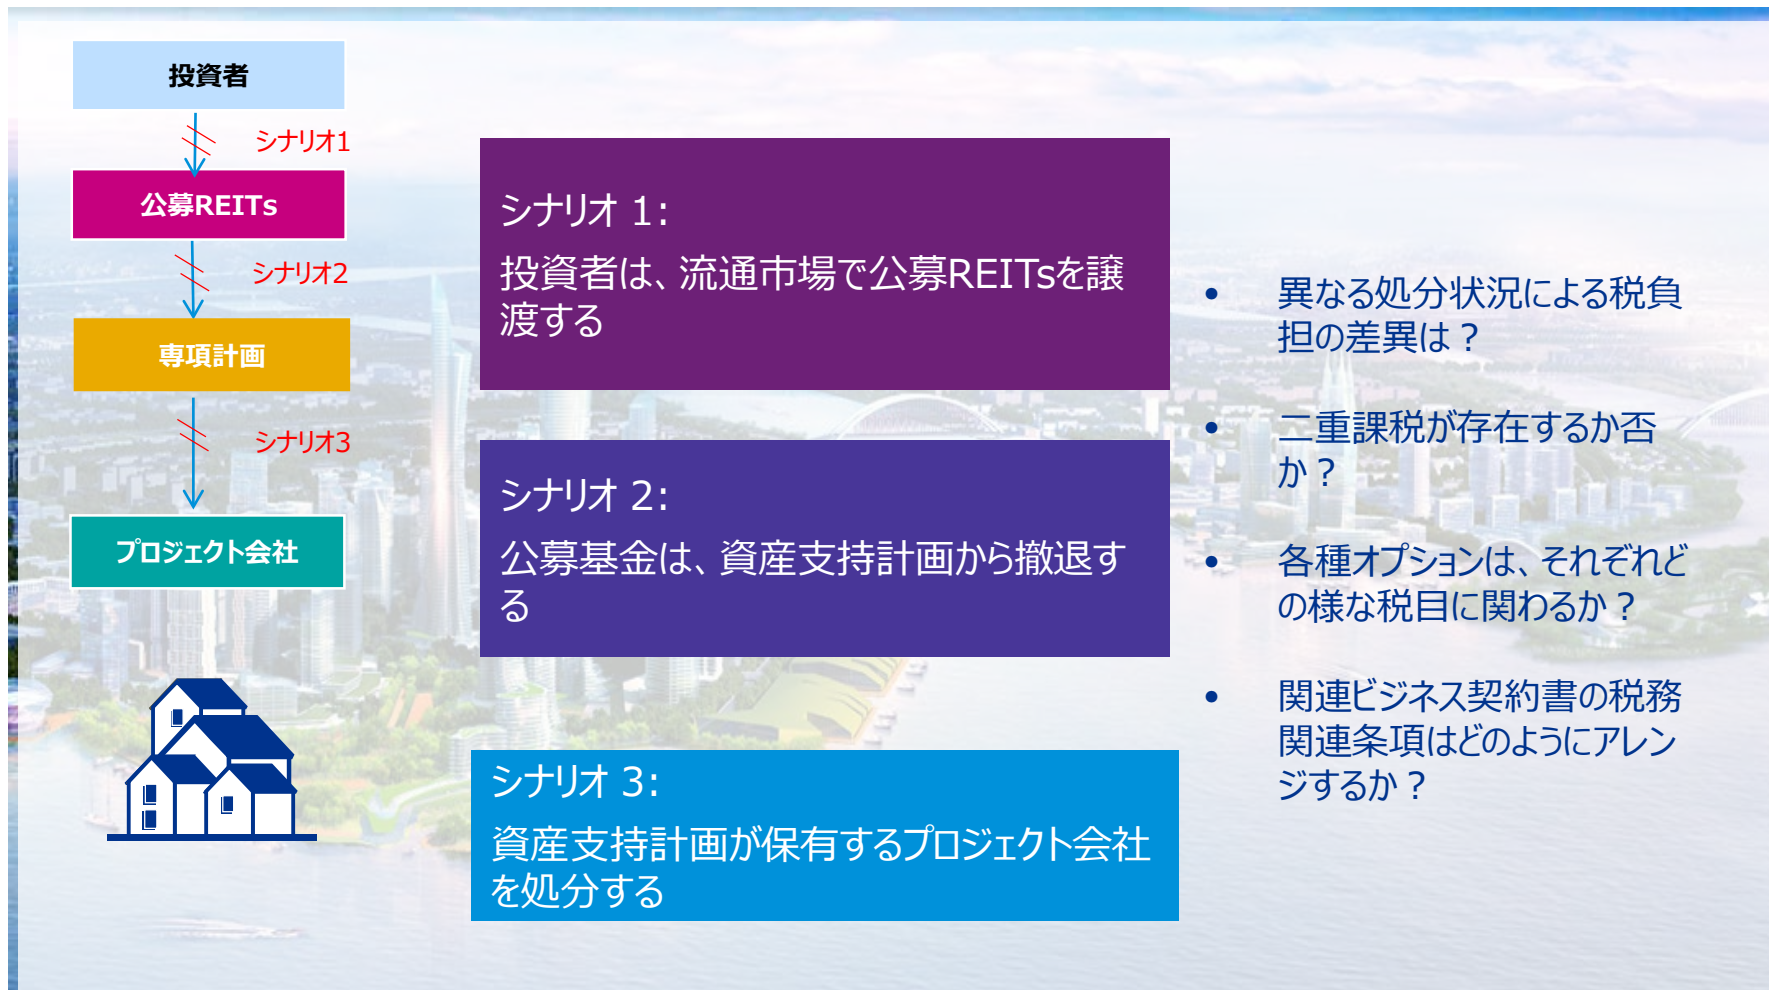 投資者
シナリオ1
公募REITs
シナリオ2
専項計画
シナリオ3
プロジェクト会社
シナリオ 1:
投資者は、流通市場で公募REITsを譲
渡する
シナリオ 2:
公募基金は、資産支持計画から撤退す
る
シナリオ 3:
資産支持計画が保有するプロジェクト会社
を処分する
• 異なる処分状況による税負
担の差異は？
• 二重課税が存在するか否
か？
• 各種オプションは、それぞれど
の様な税目に関わるか？
• 関連ビジネス契約書の税務
関連条項はどのようにアレン
ジするか？